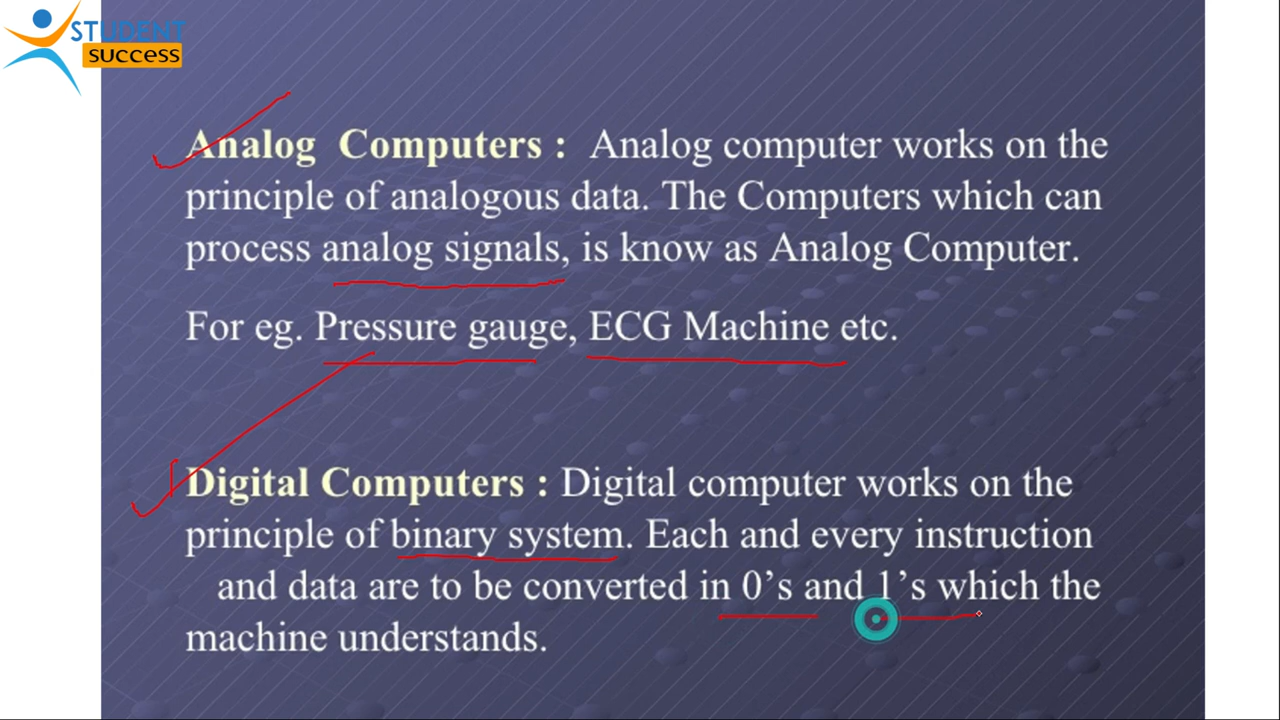 STUDENT
success
Analog Computers : Analog computer works on the
principle of analogous data. The Computers which can
process analog signals, is know as Analog Computer.
For eg. Pressure gauge, ECG Machine etc.
Digital Computers : Digital computer works on the
principle of binary system. Each and every instruction
and data are to be converted in 0’s and 1’s which the
machine understands.